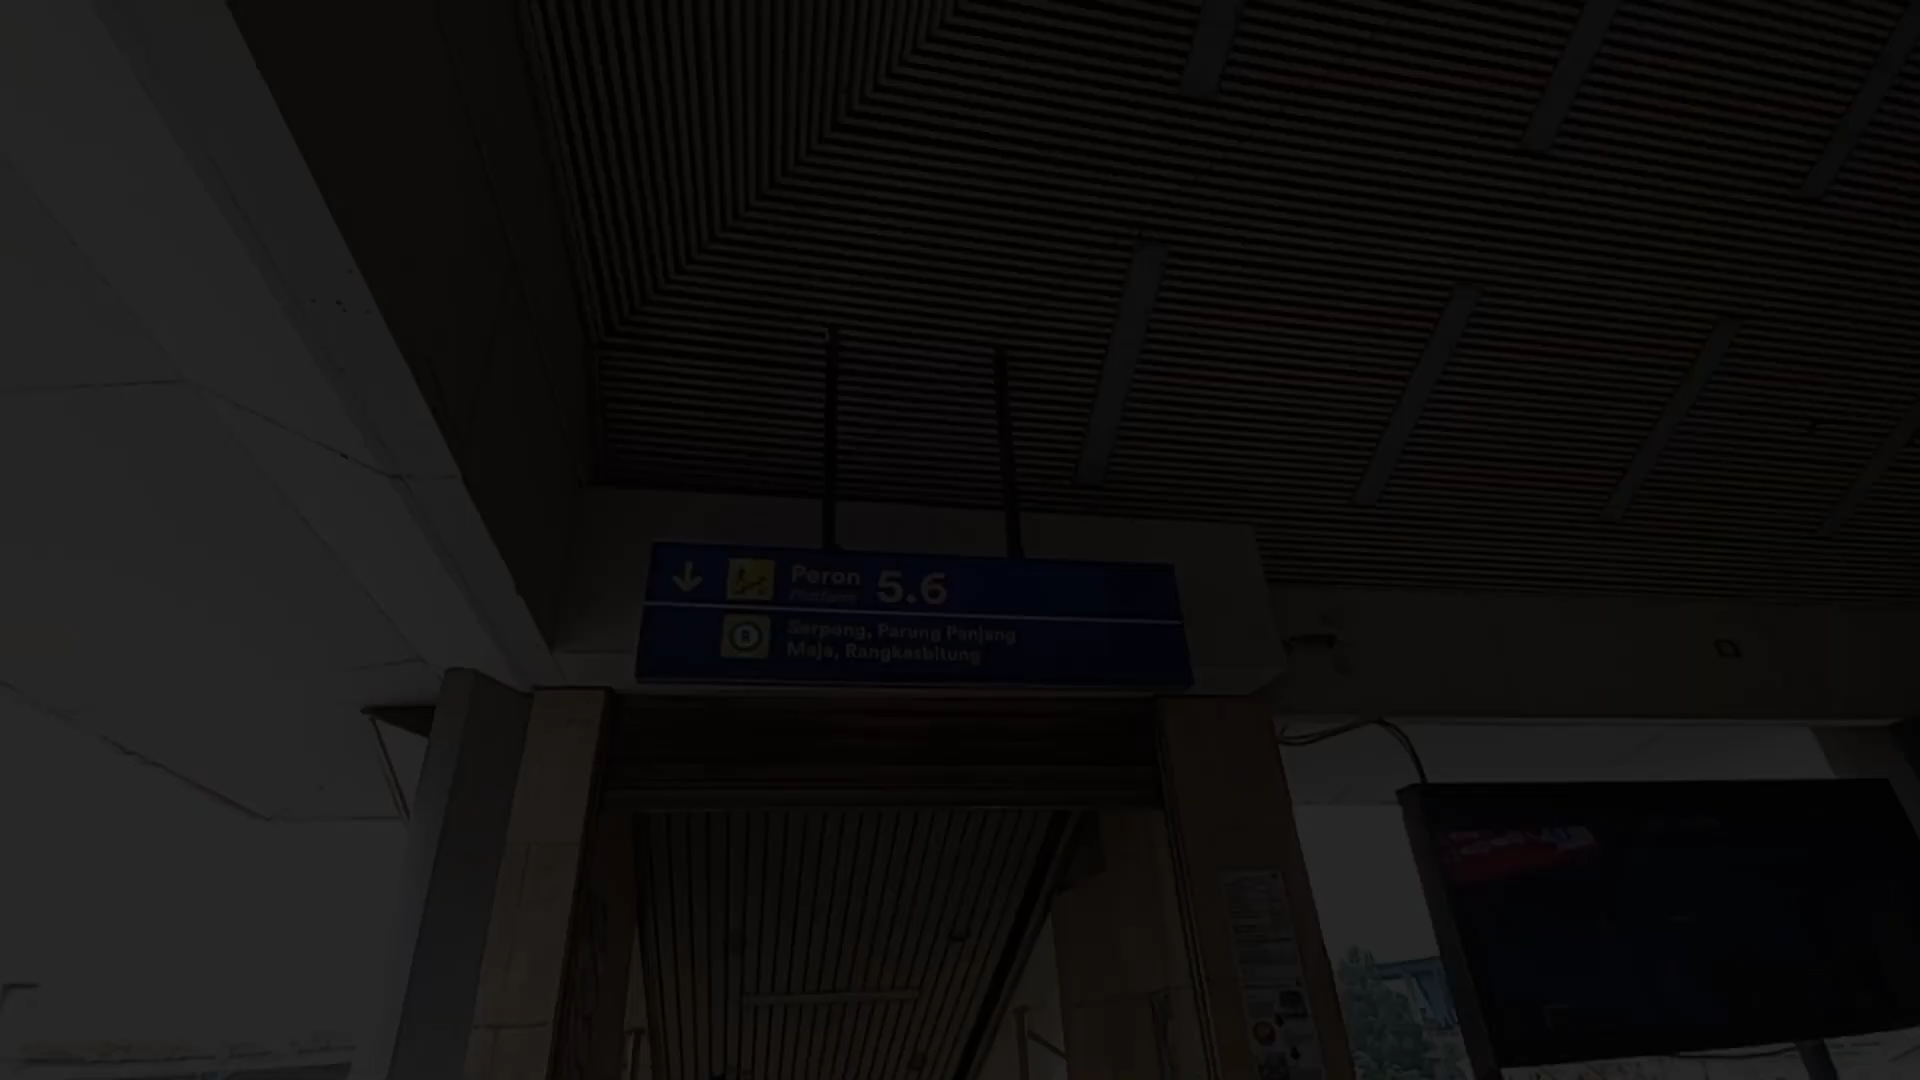 Peron 5.6
Platform
R
Serpong, Parung Panjang
Maja, Rangkasbitung